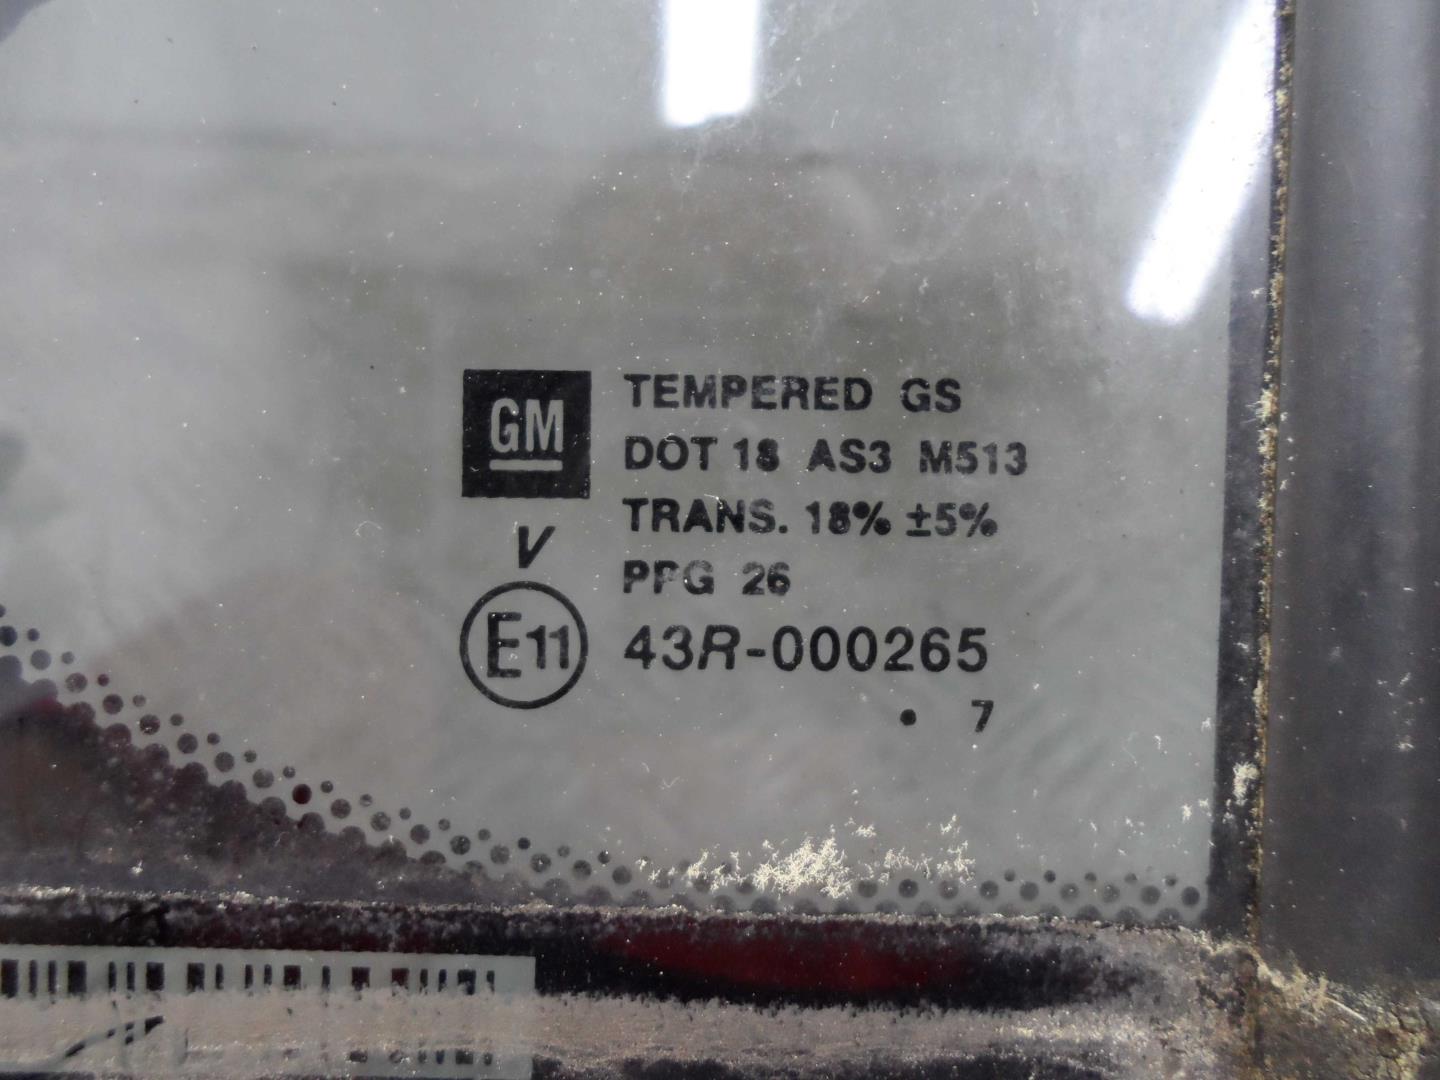 GM
TEMPERED GS
DOT 18 AS3 M513
TRANS. 18% ±5%
V
PPG 26
E11
43R-000265
. 7